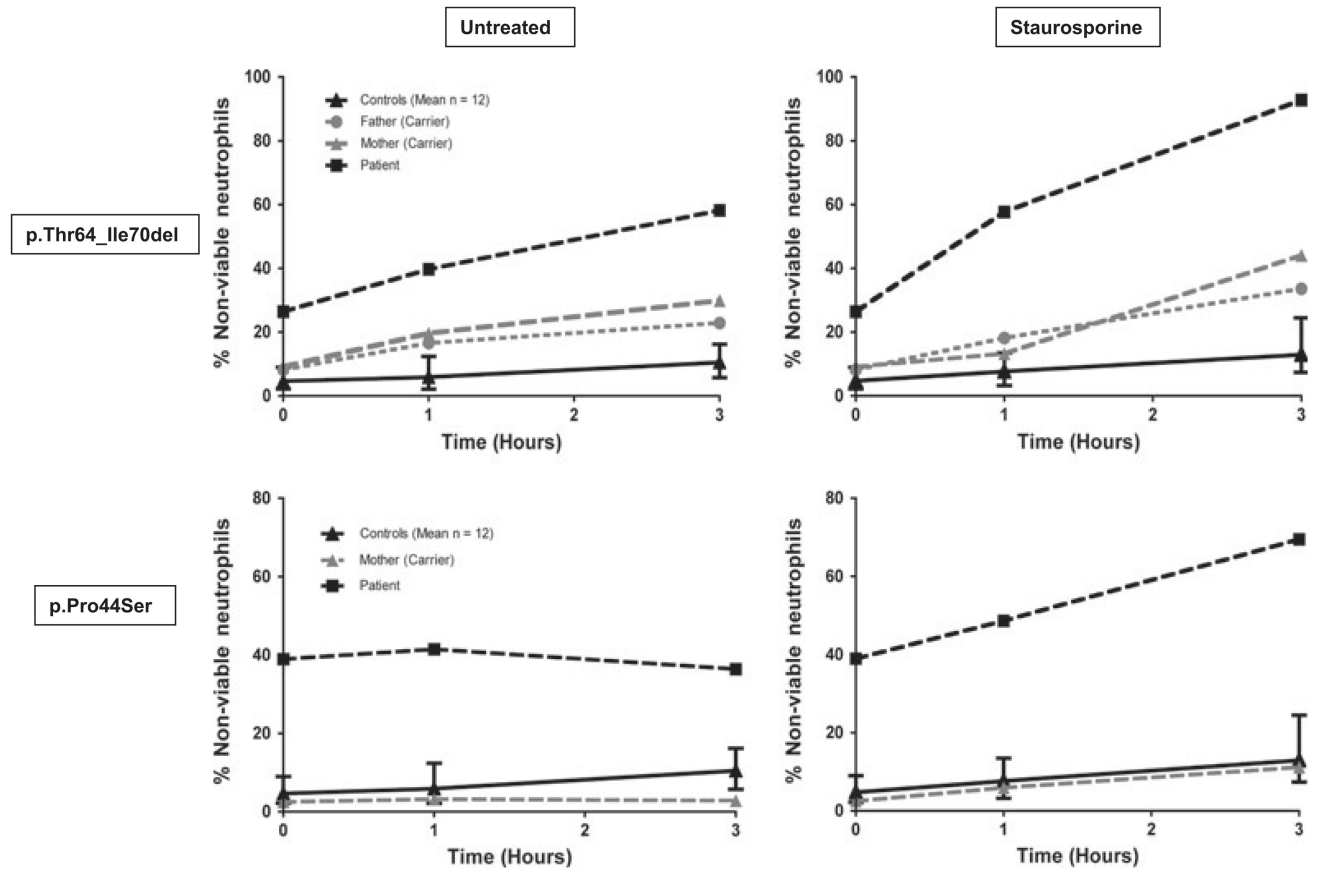 Untreated
Staurosporine
p.Thr64_Ile70del
% Non-viable neutrophils
100
80
60
40
20
0
Controls (Mean n = 12)
Father (Carrier)
Mother (Carrier)
Patient
0 1 2 3
Time (Hours)
% Non-viable neutrophils
100
80
60
40
20
0
0 1 2 3
Time (Hours)
p.Pro44Ser
% Non-viable neutrophils
80
60
40
20
0
Controls (Mean n = 12)
Mother (Carrier)
Patient
0 1 2 3
Time (Hours)
% Non-viable neutrophils
80
60
40
20
0
0 1 2 3
Time (Hours)